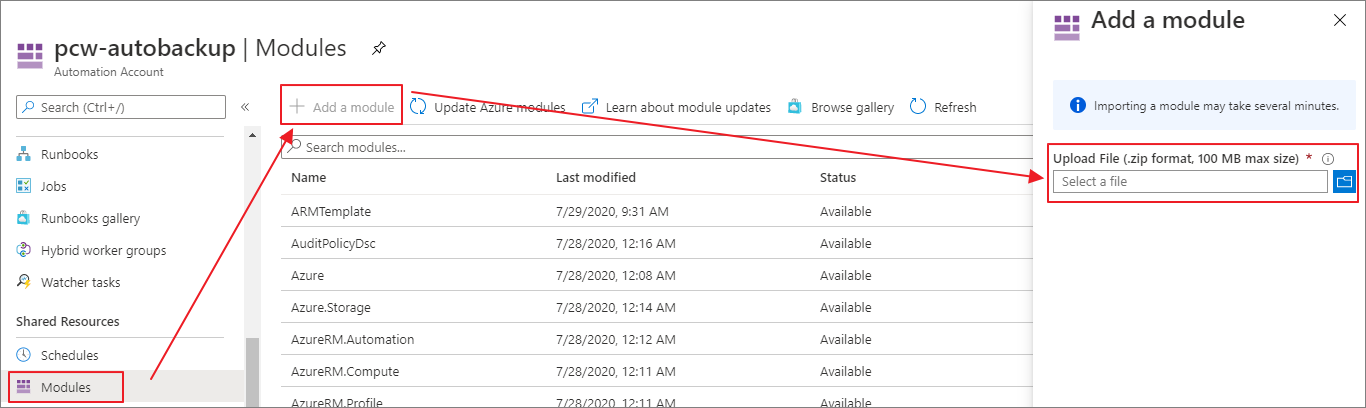 pcw-autobackup | Modules
Automation Account
Search (Ctrl+/)
«
Runbooks
Jobs
Runbooks gallery
Hybrid worker groups
Watcher tasks
Shared Resources
Schedules
Modules
Add a module Update Azure modules Learn about module updates Browse gallery Refresh
Search modules...
Name Last modified Status
ARMTemplate 7/29/2020, 9:31 AM Available
AuditPolicyDsc 7/28/2020, 12:16 AM Available
Azure 7/28/2020, 12:08 AM Available
Azure.Storage 7/28/2020, 12:14 AM Available
AzureRM.Automation 7/28/2020, 12:12 AM Available
AzureRM.Compute 7/28/2020, 12:11 AM Available
AzureRM.Profile 7/28/2020, 12:11 AM Available
Add a module
Importing a module may take several minutes.
Upload File (.zip format, 100 MB max size) *
Select a file